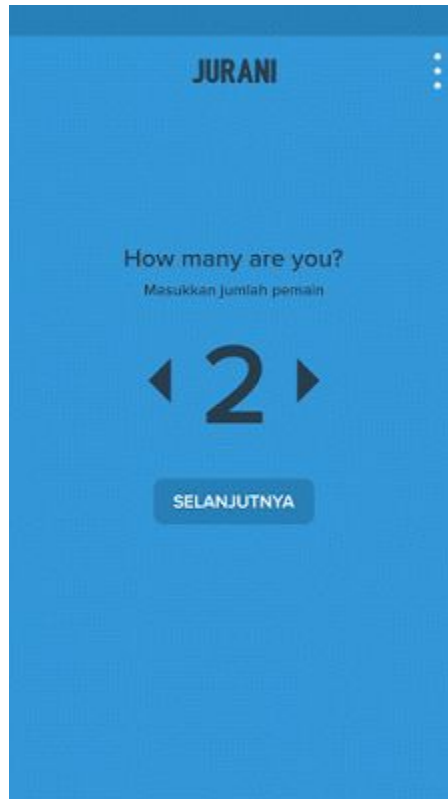 JURANI
How many are you?
Masukkan jumlah pemain
2
SELANJUTNYA